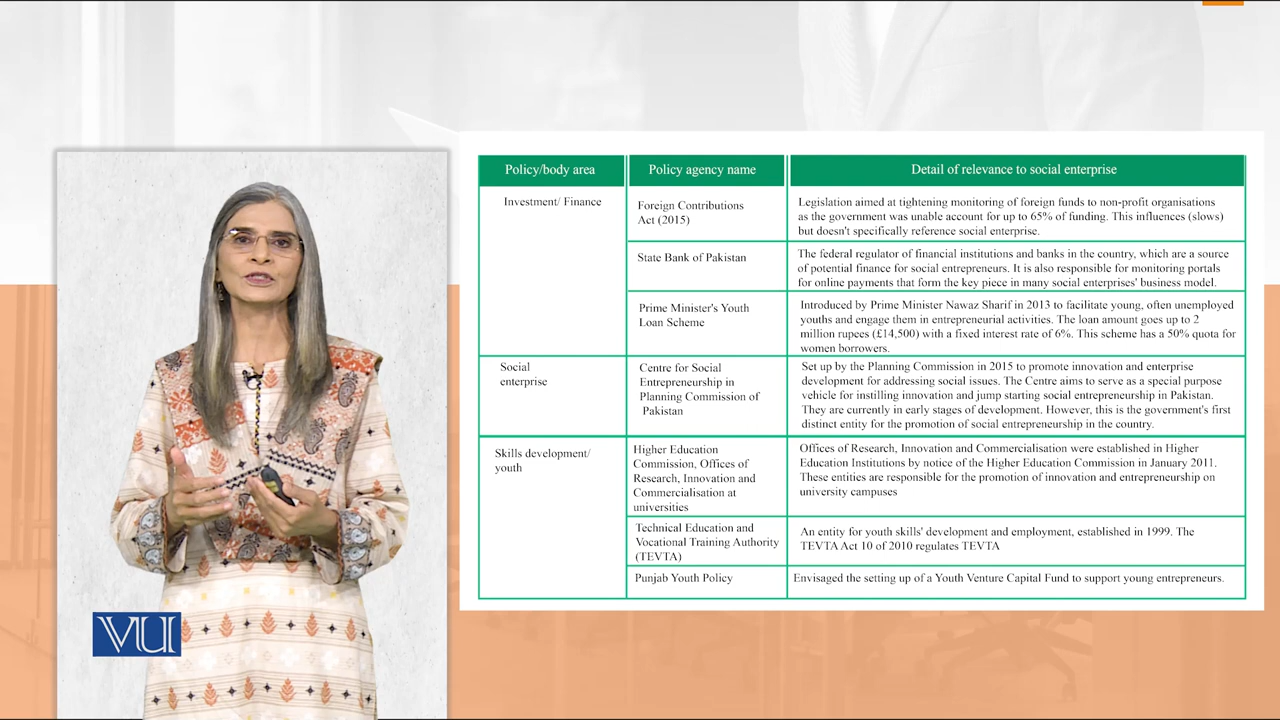 Policy/body area
Policy agency name
Detail of relevance to social enterprise
Investment/ Finance
Foreign Contributions
Act (2015)
Legislation aimed at tightening monitoring of foreign funds to non-profit organisations
as the government was unable account for up to 65% of funding. This influences (slows)
but doesn't specifically reference social enterprise.
State Bank of Pakistan
The federal regulator of financial institutions and banks in the country, which are a source
of potential finance for social entrepreneurs. It is also responsible for monitoring portals
for online payments that form the key piece in many social enterprises' business model.
Prime Minister's Youth
Loan Scheme
Introduced by Prime Minister Nawaz Sharif in 2013 to facilitate young, often unemployed
youths and engage them in entrepreneurial activities. The loan amount goes up to 2
million rupees (£14,500) with a fixed interest rate of 6%. This scheme has a 50% quota for
women borrowers.
Social
enterprise
Centre for Social
Entrepreneurship in
Planning Commission of
Pakistan
Set up by the Planning Commission in 2015 to promote innovation and enterprise
development for addressing social issues. The Centre aims to serve as a special purpose
vehicle for instilling innovation and jump starting social entrepreneurship in Pakistan.
They are currently in early stages of development. However, this is the government's first
distinct entity for the promotion of social entrepreneurship in the country.
Skills development/
youth
Higher Education
Commission, Offices of
Research, Innovation and
Commercialisation at
universities
Offices of Research, Innovation and Commercialisation were established in Higher
Education Institutions by notice of the Higher Education Commission in January 2011.
These entities are responsible for the promotion of innovation and entrepreneurship on
university campuses
Technical Education and
Vocational Training Authority
(TEVTA)
An entity for youth skills' development and employment, established in 1999. The
TEVTA Act 10 of 2010 regulates TEVTA
Punjab Youth Policy
Envisaged the setting up of a Youth Venture Capital Fund to support young entrepreneurs.
VU